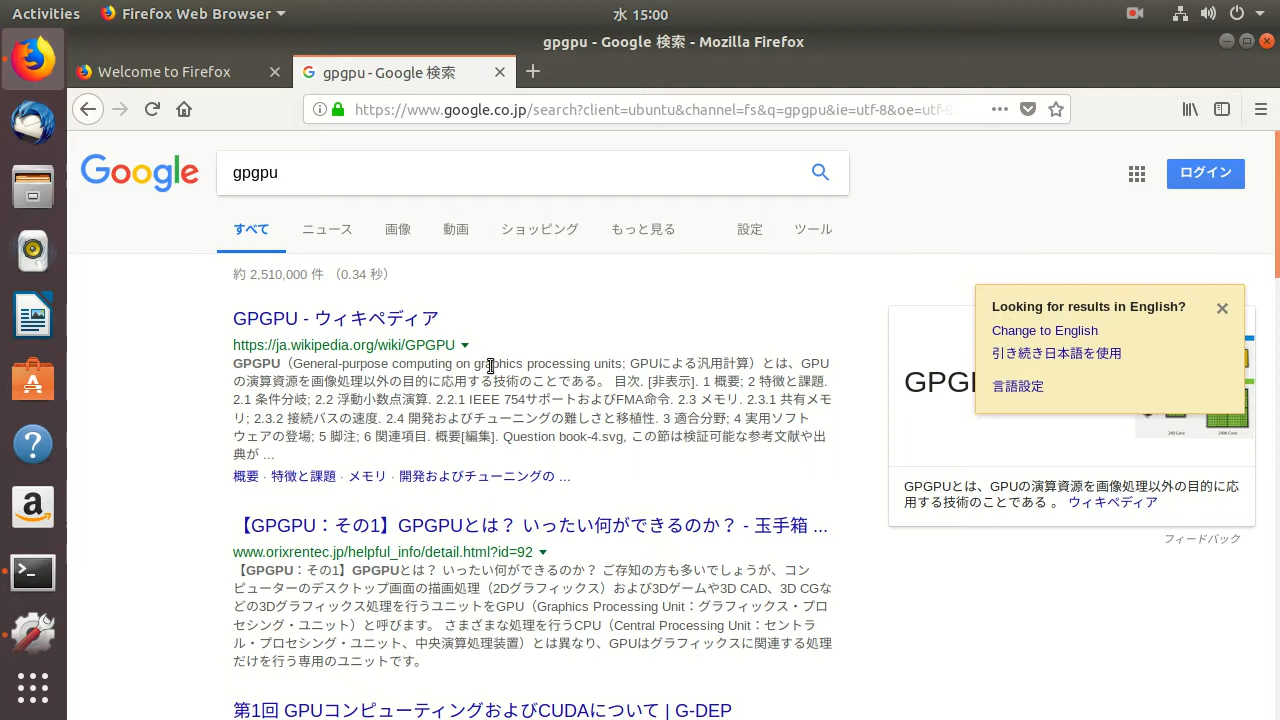 Activities Firefox Web Browser 水 15:00
gpgpu - Google 検索 - Mozilla Firefox
Welcome to Firefox gpgpu - Google 検索
https://www.google.co.jp/search?client=ubuntu&channel=fs&q=gpgpu&ie=utf-8&oe=utf-8
Google gpgpu ログイン
すべて ニュース 画像 動画 ショッピング もっと見る 設定 ツール
約 2,510,000 件 （0.34 秒）
GPGPU - ウィキペディア
https://ja.wikipedia.org/wiki/GPGPU
GPGPU（General-purpose computing on graphics processing units; GPUによる汎用計算）とは、GPU
の演算資源を画像処理以外の目的に応用する技術のことである。 目次. [非表示]. 1 概要; 2 特徴と課題.
2.1 条件分岐; 2.2 浮動小数点演算. 2.2.1 IEEE 754サポートおよびFMA命令. 2.3 メモリ. 2.3.1 共有メモ
リ; 2.3.2 接続バスの速度. 2.4 開発およびチューニングの難しさと移植性. 3 適合分野; 4 実用ソフト
ウェアの登場; 5 脚注; 6 関連項目. 概要[編集]. Question book-4.svg, この節は検証可能な参考文献や出
典が ...
概要 · 特徴と課題 · メモリ · 開発およびチューニングの ...
【GPGPU：その1】GPGPUとは？ いったい何ができるのか？ - 玉手箱 ...
www.orixrentec.jp/helpful_info/detail.html?id=92
【GPGPU：その1】GPGPUとは？ いったい何ができるのか？ ご存知の方も多いでしょうが、コン
ピューターのデスクトップ画面の描画処理（2Dグラフィックス）および3Dゲームや3D CAD、3D CGな
どの3Dグラフィックス処理を行うユニットをGPU（Graphics Processing Unit：グラフィックス・プロ
セシング・ユニット）と呼びます。 さまざまな処理を行うCPU（Central Processing Unit：セントラ
ル・プロセシング・ユニット、中央演算処理装置）とは異なり、GPUはグラフィックスに関連する処理
だけを行う専用のユニットです。
第1回 GPUコンピューティングおよびCUDAについて | G-DEP
Looking for results in English?
Change to English
引き続き日本語を使用
言語設定
GPG
GPGPUとは、GPUの演算資源を画像処理以外の目的に応
用する技術のことである 。 ウィキペディア
フィードバック